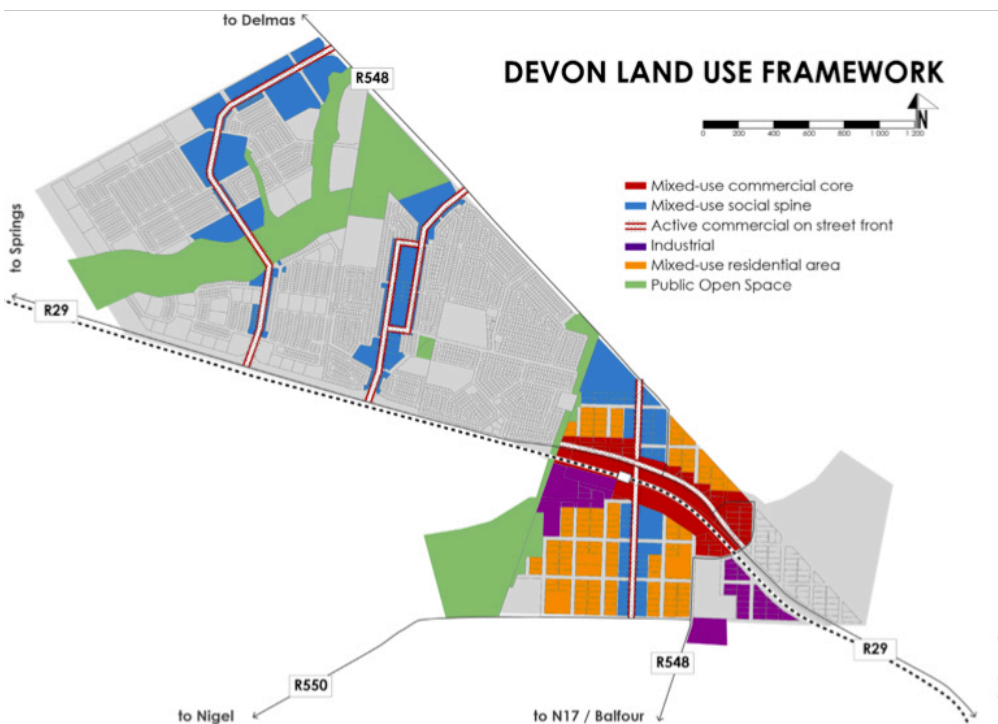 to Delmas
R548
DEVON LAND USE FRAMEWORK
N
0 200 400 600 800 1 000 1 200
Mixed-use commercial core
Mixed-use social spine
Active commercial on street front
Industrial
Mixed-use residential area
Public Open Space
to Springs
R29
R29
R548
R550
to Nigel
to N17 / Balfour